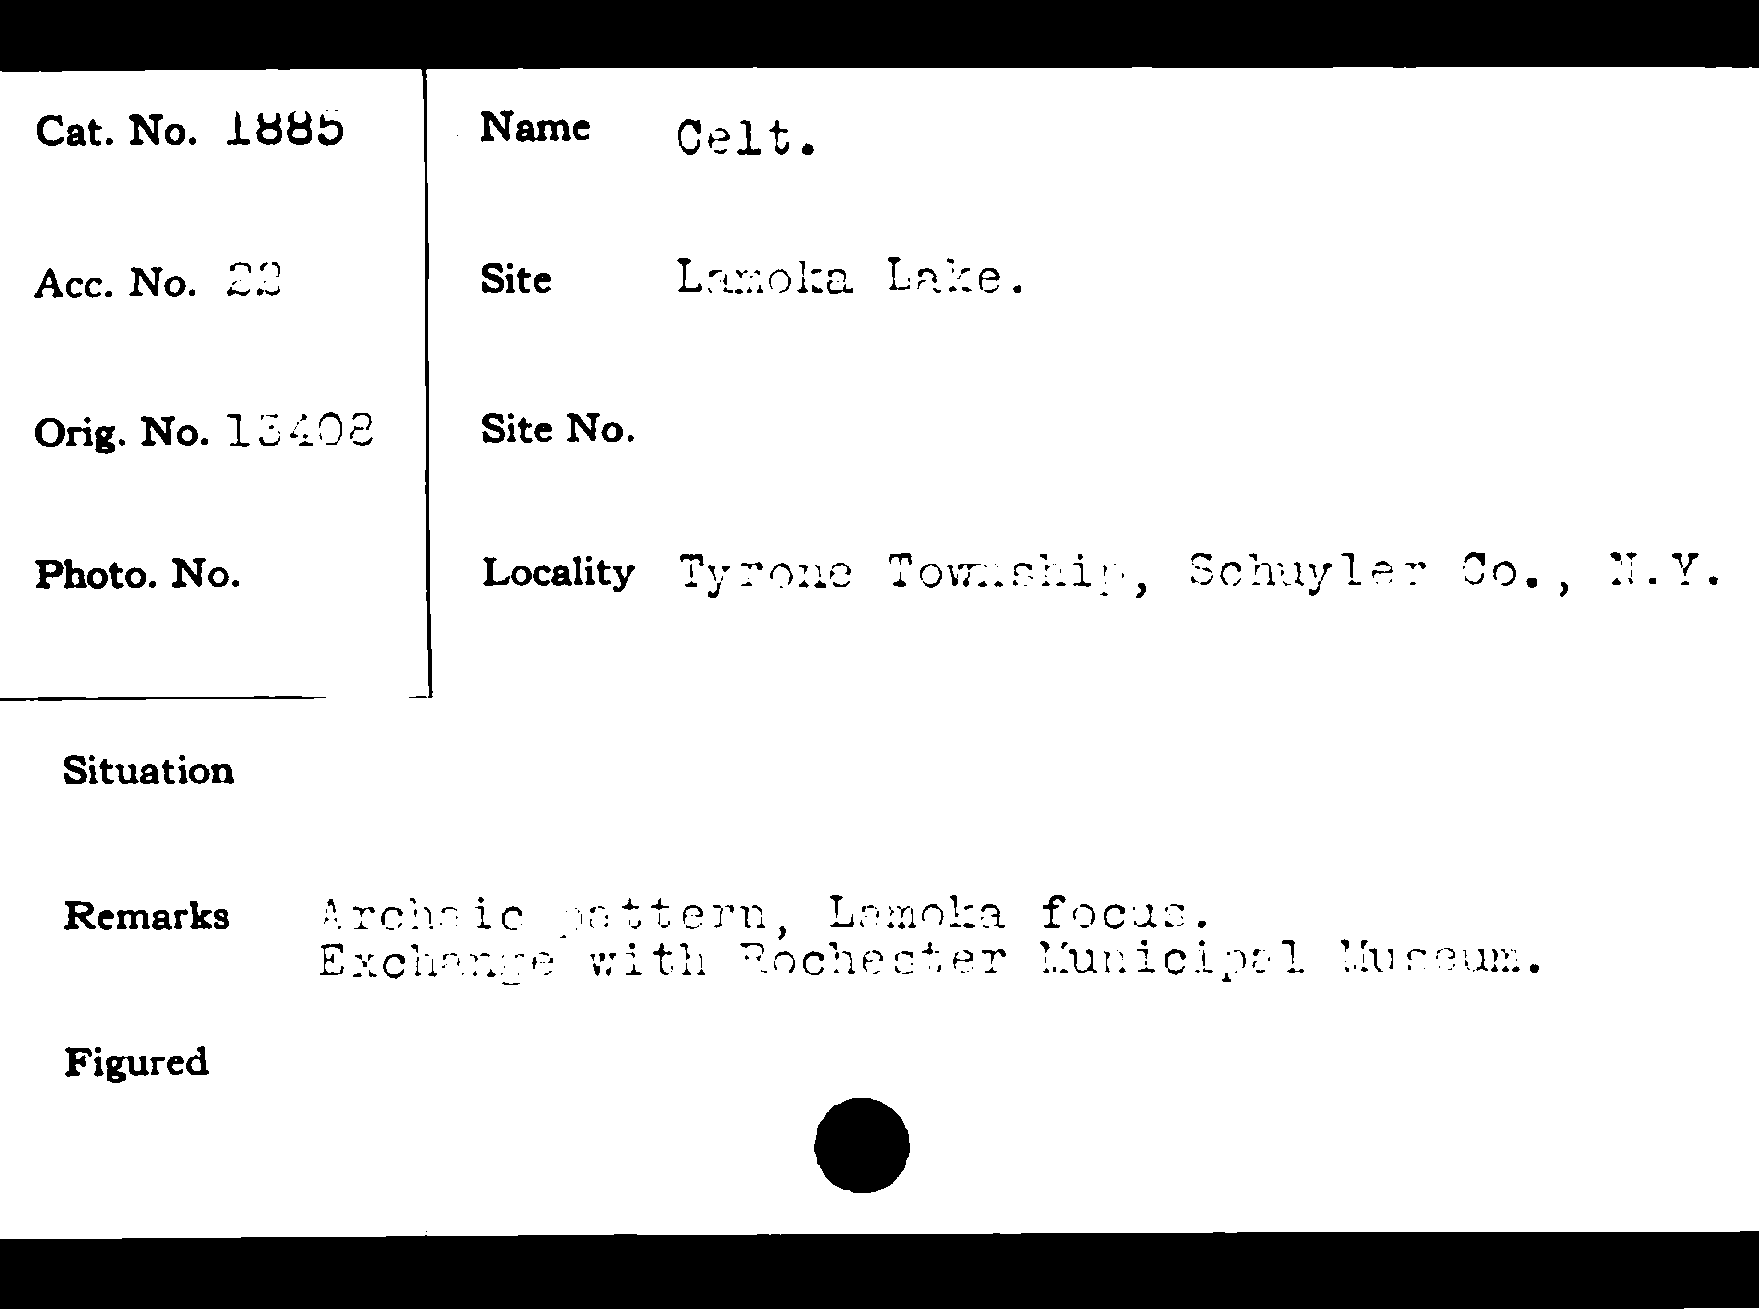 Cat. No. 1885
Name Celt.
Acc. No. 22
Site Lamoka Lake.
Orig. No. 13408
Site No.
Photo. No.
Locality Tyrone Township, Schuyler Co., N.Y.
Situation
Remarks Archaic pattern, Lamoka focus.
Exchange with Rochester Municipal Museum.
Figured